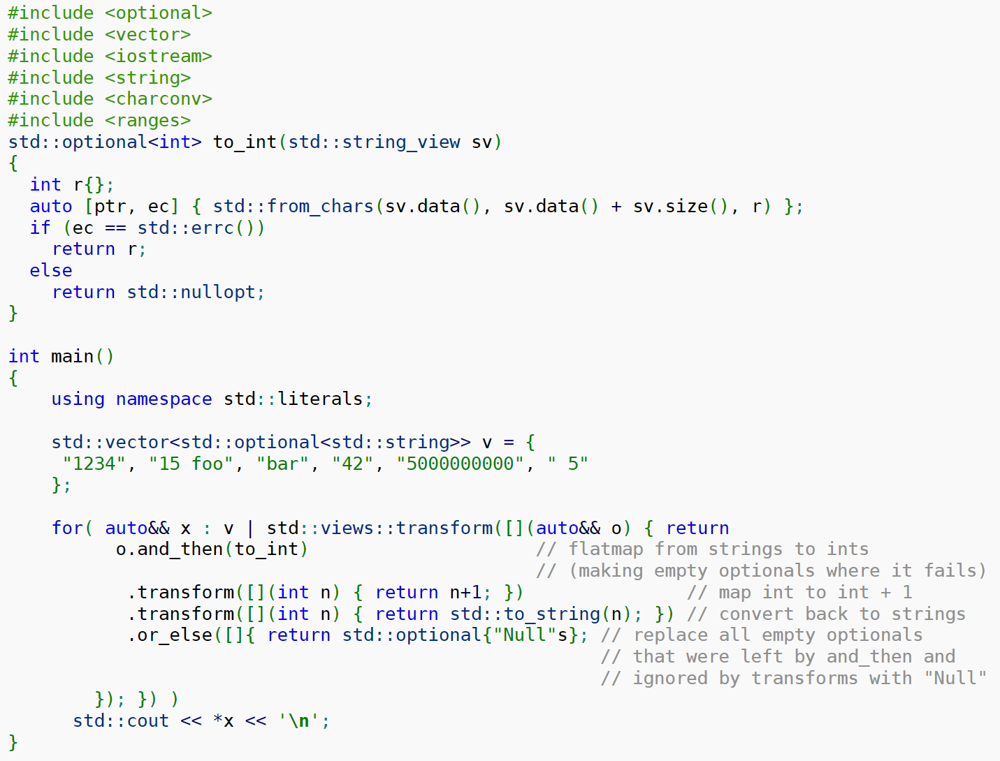 #include <optional>
#include <vector>
#include <iostream>
#include <string>
#include <charconv>
#include <ranges>
std::optional<int> to_int(std::string_view sv)
{
  int r{};
  auto [ptr, ec] { std::from_chars(sv.data(), sv.data() + sv.size(), r) };
  if (ec == std::errc())
    return r;
  else
    return std::nullopt;
}

int main()
{
    using namespace std::literals;

    std::vector<std::optional<std::string>> v = {
     "1234", "15 foo", "bar", "42", "5000000000", " 5"
    };

    for( auto&& x : v | std::views::transform([](auto&& o) { return
          o.and_then(to_int)                     // flatmap from strings to ints
                                                 // (making empty optionals where it fails)
           .transform([](int n) { return n+1; })               // map int to int + 1
           .transform([](int n) { return std::to_string(n); }) // convert back to strings
           .or_else([]{ return std::optional{"Null"s}; // replace all empty optionals
                                                       // that were left by and_then and
                                                       // ignored by transforms with "Null"
        }); }) )
      std::cout << *x << '\n';
}